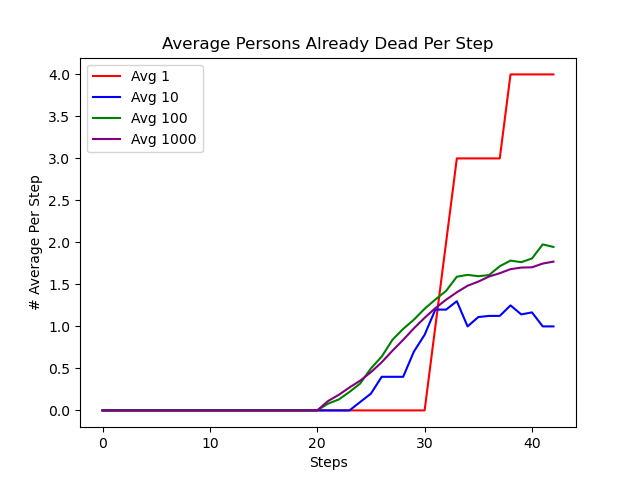 Average Persons Already Dead Per Step
Avg 1
Avg 10
Avg 100
Avg 1000
# Average Per Step
4.0
3.5
3.0
2.5
2.0
1.5
1.0
0.5
0.0
0 10 20 30 40
Steps